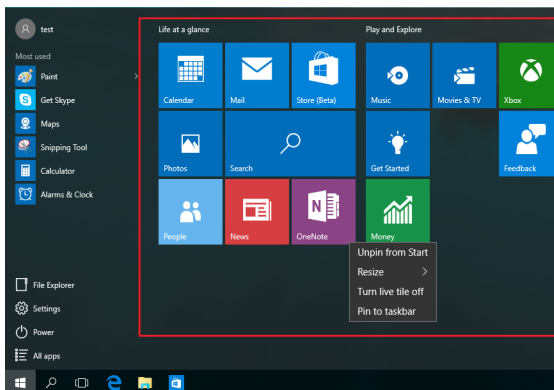 test
Most used
Paint
Get Skype
Maps
Snipping Tool
Calculator
Alarms & Clock
File Explorer
Settings
Power
All apps
Life at a glance
Calendar
Mail
Store (Beta)
Photos
Search
People
News
OneNote
Play and Explore
Music
Movies & TV
Xbox
Get Started
Feedback
Money
Unpin from Start
Resize
Turn live tile off
Pin to taskbar